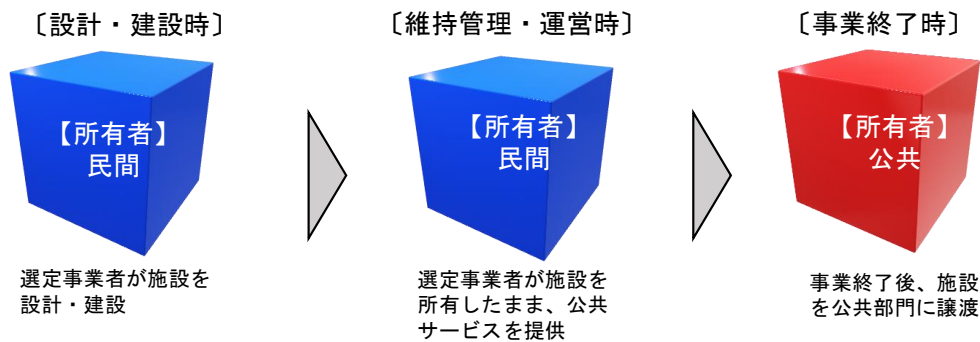 〔設計・建設時〕
〔維持管理・運営時〕
〔事業終了時〕
【所有者】
民間
【所有者】
民間
【所有者】
公共
選定事業者が施設を
設計・建設
選定事業者が施設を
所有したまま、公共
サービスを提供
事業終了後、施設
を公共部門に譲渡